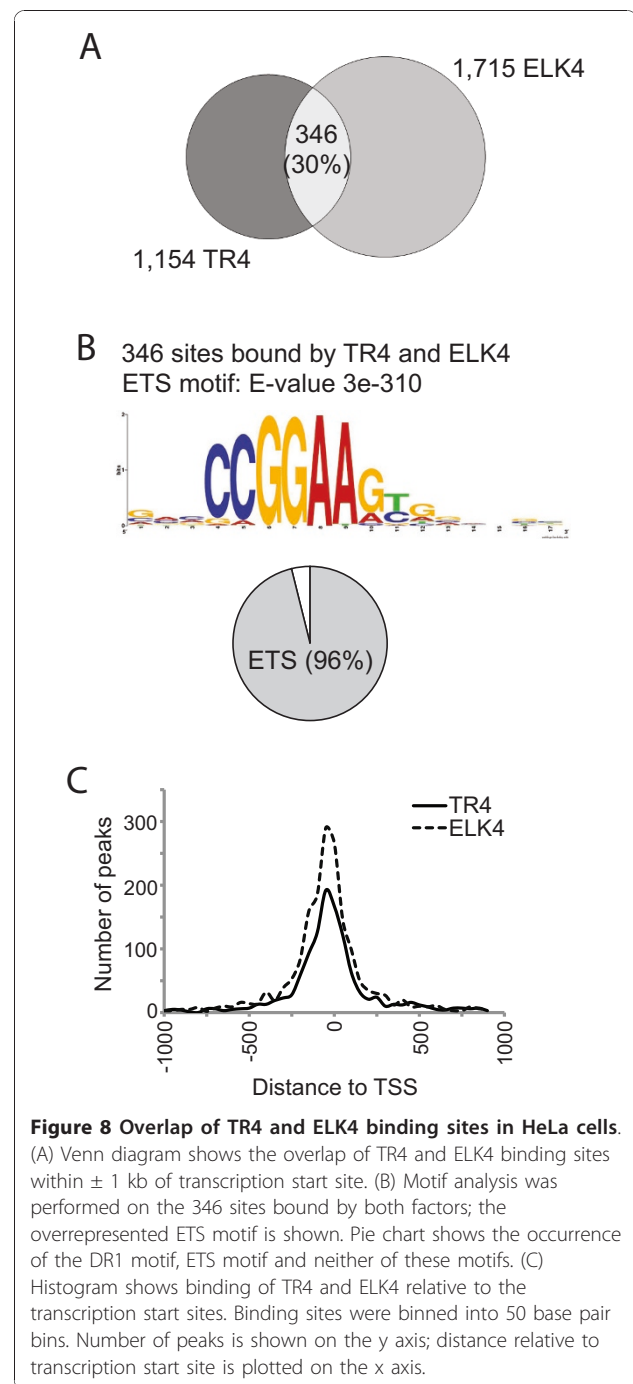 A
1,715 ELK4
346
(30%)
1,154 TR4
B
346 sites bound by TR4 and ELK4
ETS motif: E-value 3e-310
CCGGAAGTG
ETS (96%)
C
TR4
ELK4
Number of peaks
300
200
100
0
-1000
-500
0
500
1000
Distance to TSS
Figure 8 Overlap of TR4 and ELK4 binding sites in HeLa cells.
(A) Venn diagram shows the overlap of TR4 and ELK4 binding sites
within ± 1 kb of transcription start site. (B) Motif analysis was
performed on the 346 sites bound by both factors; the
overrepresented ETS motif is shown. Pie chart shows the occurrence
of the DR1 motif, ETS motif and neither of these motifs. (C)
Histogram shows binding of TR4 and ELK4 relative to the
transcription start sites. Binding sites were binned into 50 base pair
bins. Number of peaks is shown on the y axis; distance relative to
transcription start site is plotted on the x axis.